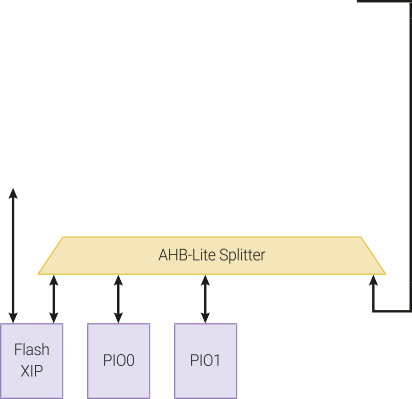 AHB-Lite Splitter
Flash
XIP
PIO0
PIO1